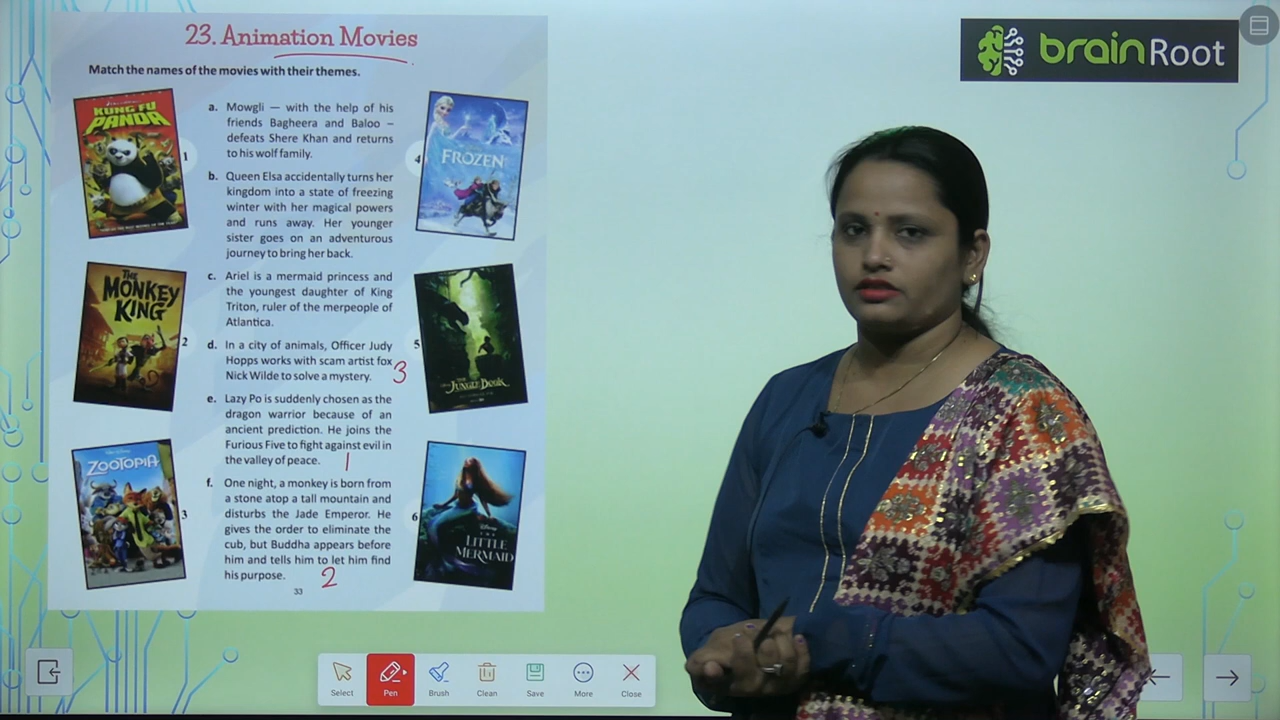 23. Animation Movies
Match the names of the movies with their themes.
KUNG FU
PANDA
1
THE
MONKEY
KING
2
ZOOTOPIA
3
a. Mowgli — with the help of his
friends Bagheera and Baloo –
defeats Shere Khan and returns
to his wolf family.
b. Queen Elsa accidentally turns her
kingdom into a state of freezing
winter with her magical powers
and runs away. Her younger
sister goes on an adventurous
journey to bring her back.
c. Ariel is a mermaid princess and
the youngest daughter of King
Triton, ruler of the merpeople of
Atlantica.
d. In a city of animals, Officer Judy
Hopps works with scam artist fox
Nick Wilde to solve a mystery. 3
e. Lazy Po is suddenly chosen as the
dragon warrior because of an
ancient prediction. He joins the
Furious Five to fight against evil in
the valley of peace. 1
f. One night, a monkey is born from
a stone atop a tall mountain and
disturbs the Jade Emperor. He
gives the order to eliminate the
cub, but Buddha appears before
him and tells him to let him find
his purpose. 2
33
4
FROZEN
5
THE
JUNGLE BOOK
6
Disney
THE
LITTLE
MERMAID
brainRoot
Select
Pen
Brush
Clean
Save
More
Close